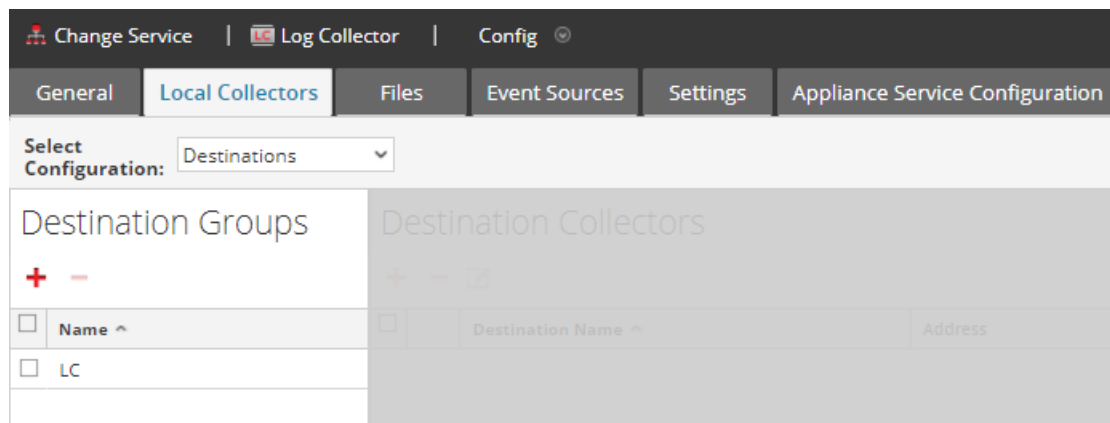 Change Service | LC Log Collector | Config
General Local Collectors Files Event Sources Settings Appliance Service Configuration
Select
Configuration: Destinations
Destination Groups Destination Collectors
Name Destination Name Address
LC